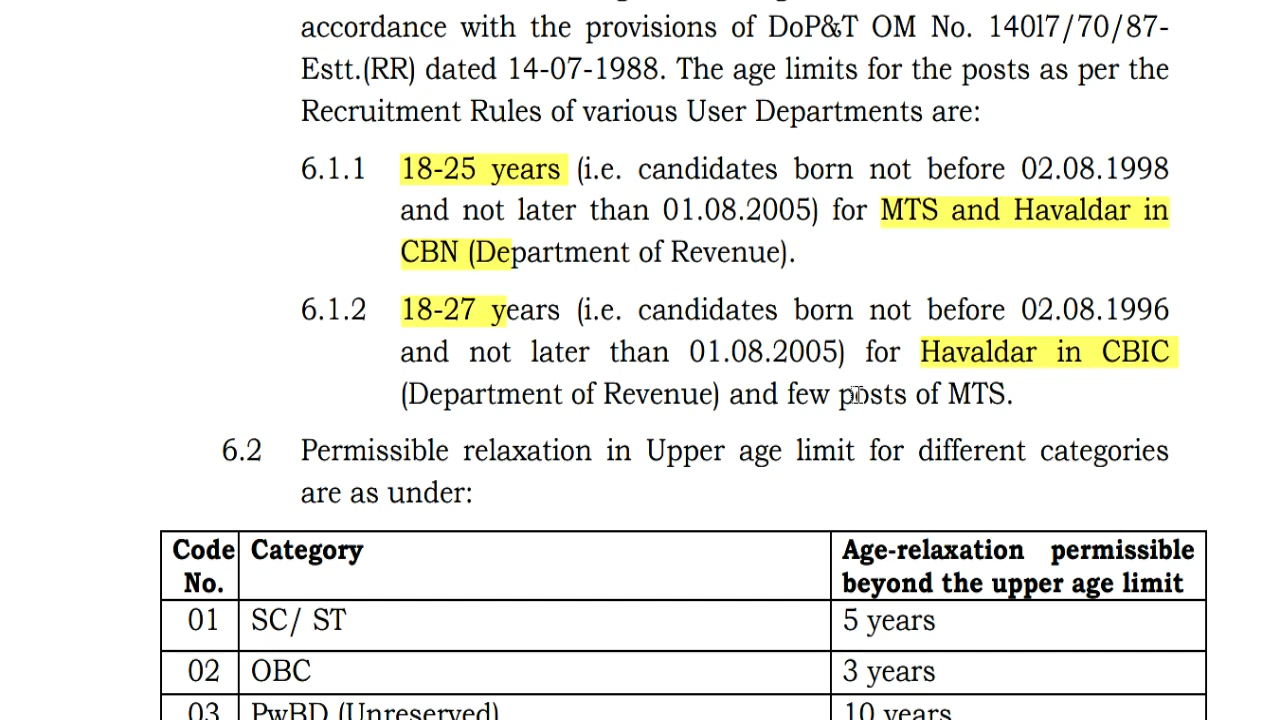 accordance with the provisions of DoP&T OM No. 14017/70/87-
Estt.(RR) dated 14-07-1988. The age limits for the posts as per the
Recruitment Rules of various User Departments are:
6.1.1 18-25 years (i.e. candidates born not before 02.08.1998
and not later than 01.08.2005) for MTS and Havaldar in
CBN (Department of Revenue).
6.1.2 18-27 years (i.e. candidates born not before 02.08.1996
and not later than 01.08.2005) for Havaldar in CBIC
(Department of Revenue) and few posts of MTS.
6.2 Permissible relaxation in Upper age limit for different categories
are as under:
Code No. Category Age-relaxation permissible
beyond the upper age limit
01 SC/ ST 5 years
02 OBC 3 years
03 PwBD (Unreserved) 10 years